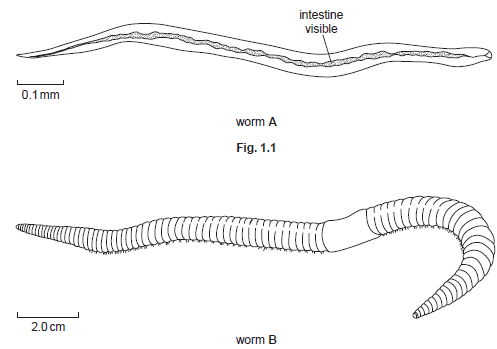 intestine
visible
0.1 mm
worm A
Fig. 1.1
2.0 cm
worm B